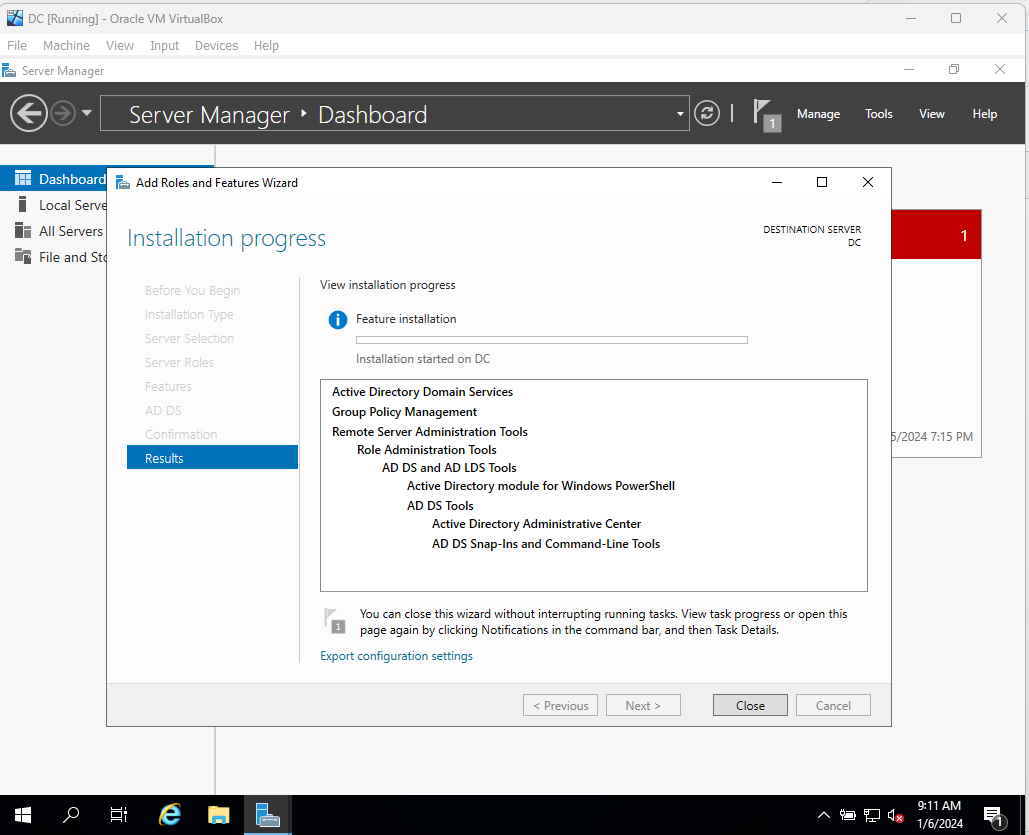 DC [Running] - Oracle VM VirtualBox
File Machine View Input Devices Help
Server Manager
Server Manager Dashboard
1
Manage Tools View Help
Dashboard
Local Serve
All Servers
File and Sto
1
5/2024 7:15 PM
Add Roles and Features Wizard
Installation progress
DESTINATION SERVER
DC
Before You Begin
Installation Type
Server Selection
Server Roles
Features
AD DS
Confirmation
Results
View installation progress
Feature installation
Installation started on DC
Active Directory Domain Services
Group Policy Management
Remote Server Administration Tools
Role Administration Tools
AD DS and AD LDS Tools
Active Directory module for Windows PowerShell
AD DS Tools
Active Directory Administrative Center
AD DS Snap-Ins and Command-Line Tools
1
You can close this wizard without interrupting running tasks. View task progress or open this
page again by clicking Notifications in the command bar, and then Task Details.
Export configuration settings
< Previous Next > Close Cancel
9:11 AM
1/6/2024
1